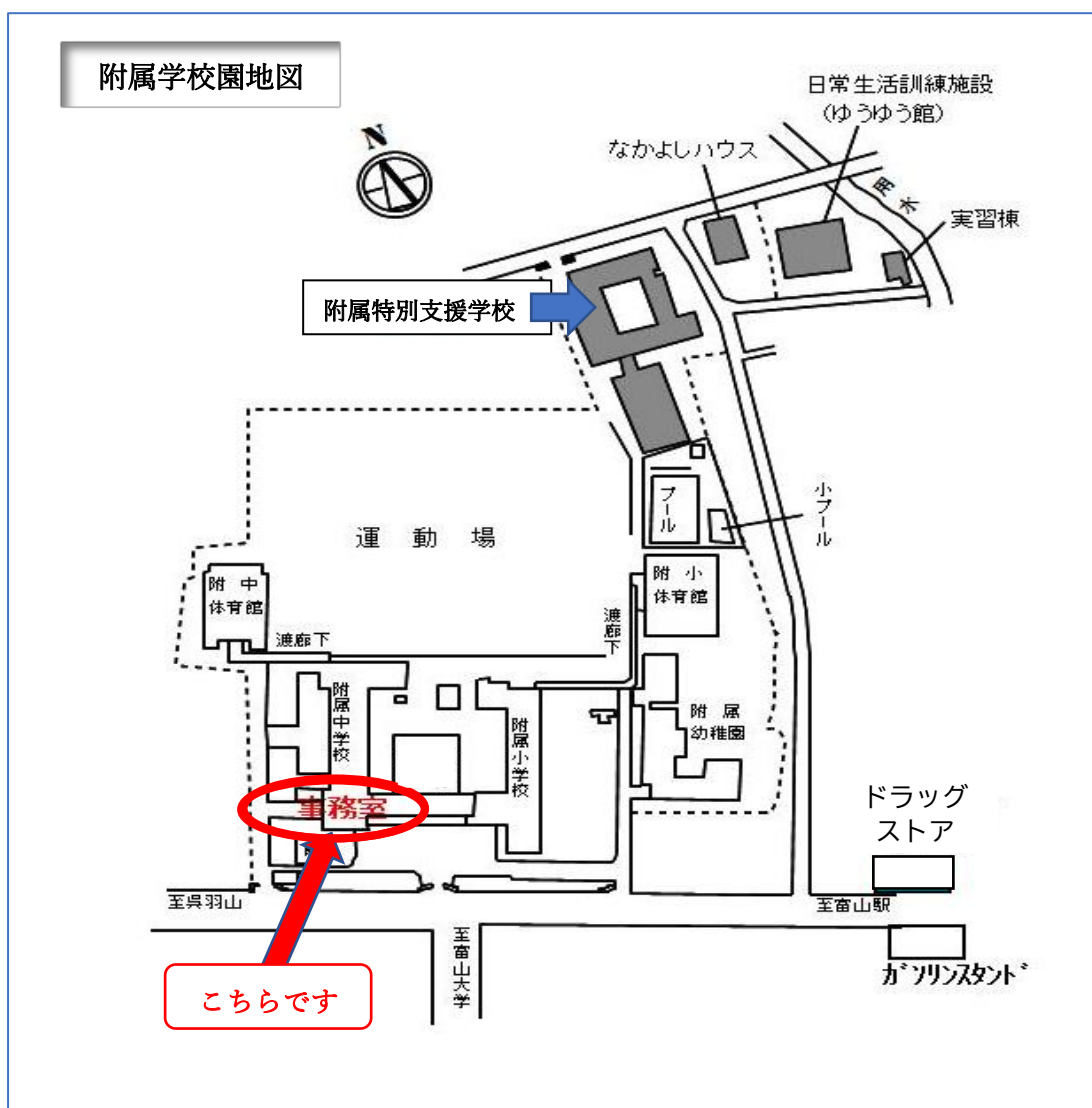 附属学校園地図
N
日常生活訓練施設
(ゆうゆう館)
なかよしハウス
用水
実習棟
附属特別支援学校
プール
小プール
運動場
附中
体育館
附小
体育館
渡廊下
渡廊下
附属中学校
附属小学校
附属
幼稚園
事務室
ドラッグ
ストア
至呉羽山
至富山駅
至富山大学
ガソリンスタンド
こちらです